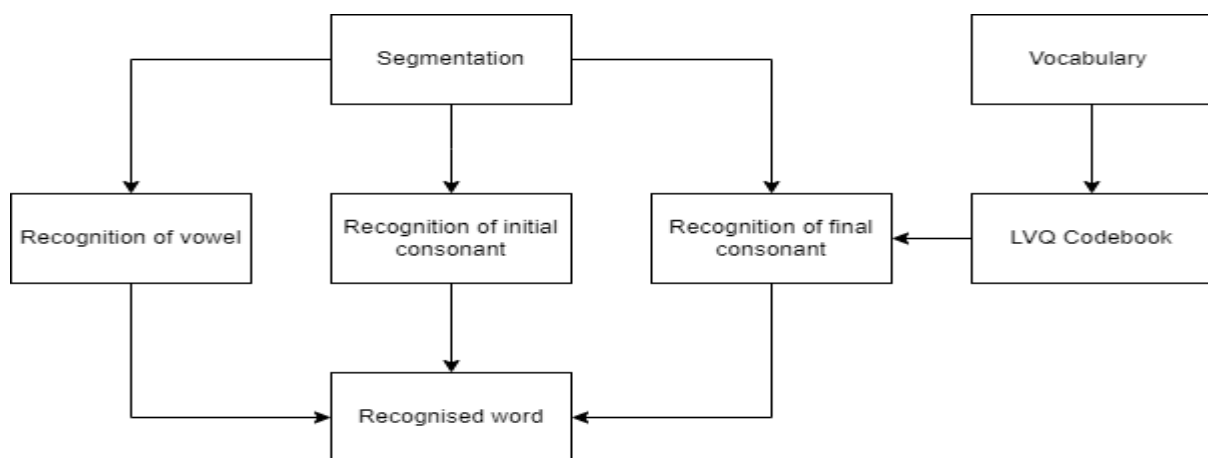 Segmentation
Vocabulary
Recognition of vowel
Recognition of initial
consonant
Recognition of final
consonant
LVQ Codebook
Recognised word